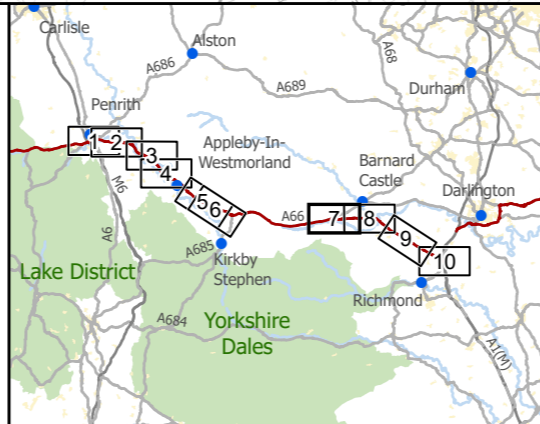 Carlisle
Alston
A68
A686
A689
Durham
Penrith
1
2
3
4
Appleby-In-
Westmorland
Barnard
Castle
Darlington
M6
5
6
A66
7
8
9
10
A6
A685
Kirkby
Stephen
Lake District
Richmond
A684
Yorkshire
Dales
A1(M)